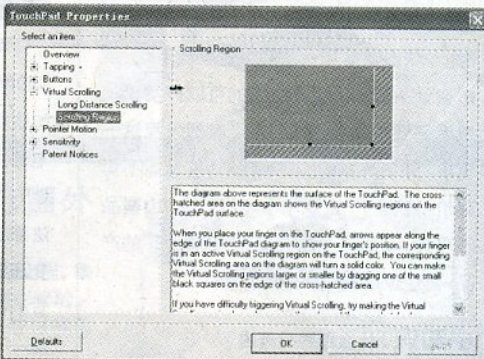 TouchPad Properties
Select an item
Overview
Tapping
Buttons
Virtual Scrolling
Long Distance Scrolling
Scrolling Region
Pointer Motion
Sensitivity
Patent Notices
Scrolling Region
The diagram above represents the surface of the TouchPad. The cross-
hatched area on the diagram shows the Virtual Scrolling regions on the
TouchPad surface.
When you place your finger on the TouchPad, arrows appear along the
edge of the TouchPad diagram to show your finger's position. If your finger
is in an active Virtual Scrolling region on the TouchPad, the corresponding
Virtual Scrolling area on the diagram will turn a solid color. You can make
the Virtual Scrolling regions larger or smaller by dragging one of the small
black squares on the edge of the cross-hatched area.
If you have difficulty triggering Virtual Scrolling, try making the Virtual
Defaults
OK
Cancel